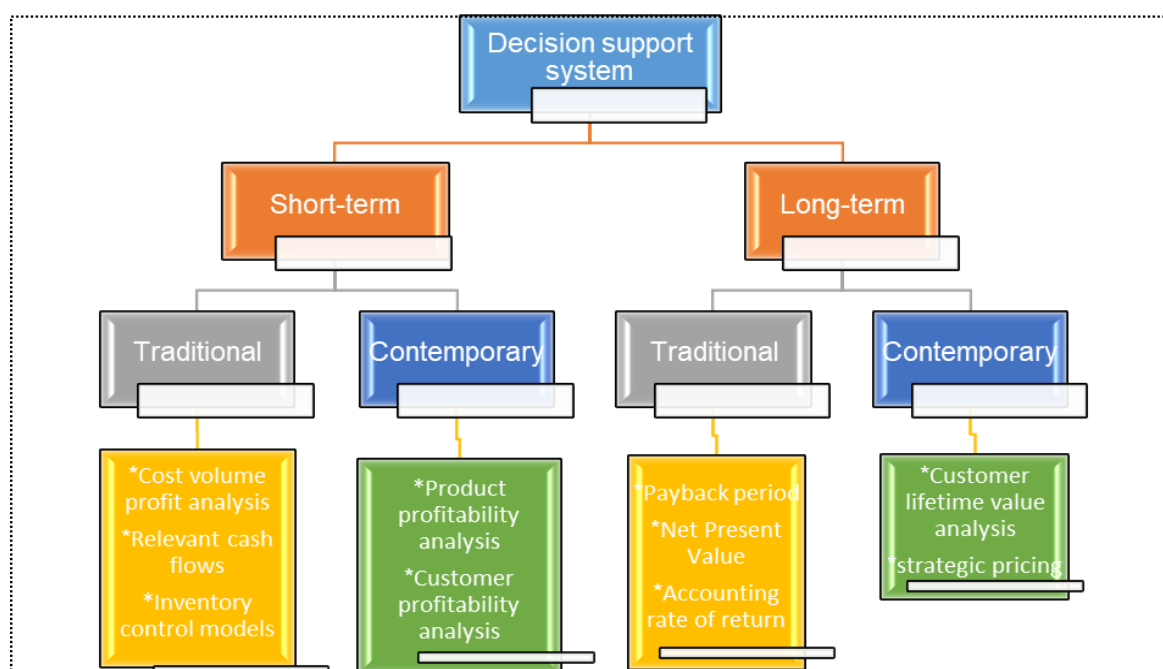 Decision support
system
Short-term
Long-term
Traditional
Contemporary
Traditional
Contemporary
*Cost volume
profit analysis
*Relevant cash
flows
*Inventory
control models
*Product
profitability
analysis
*Customer
profitability
analysis
*Payback period
*Net Present
Value
*Accounting
rate of return
*Customer
lifetime value
analysis
*strategic pricing